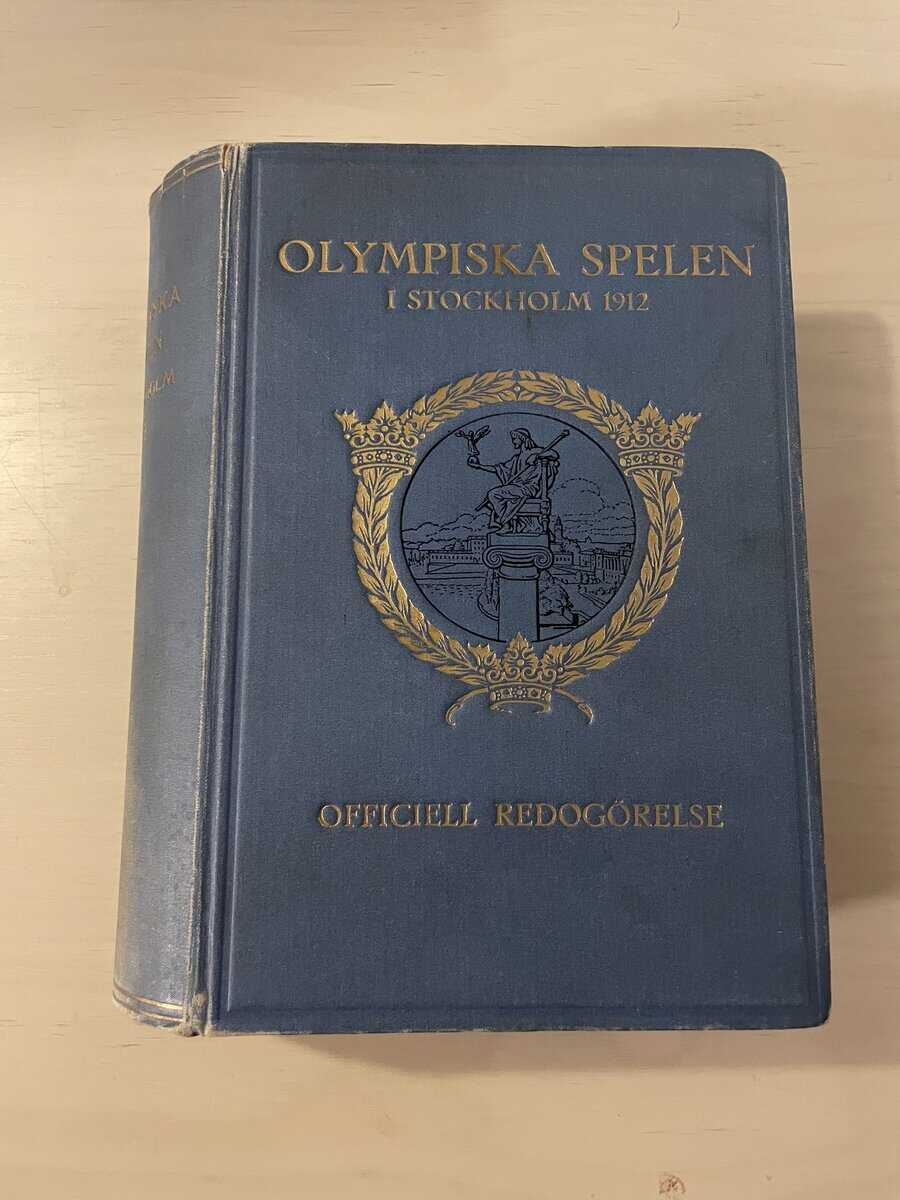 OLYMPISKA SPELEN
I STOCKHOLM 1912
OFFICIELL REDOGÖRELSE